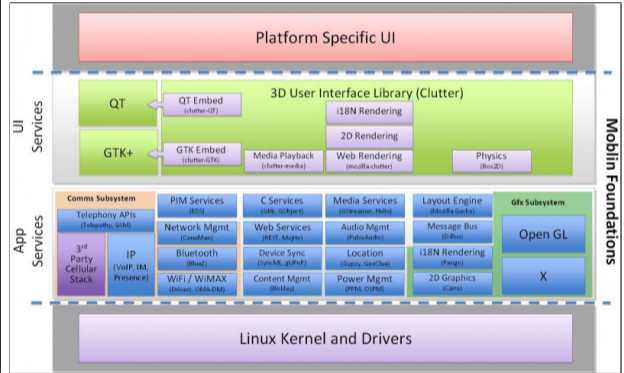 Platform Specific UI
UI
Services
QT
QT Embed
(clutter-QT)
3D User Interface Library (Clutter)
i18N Rendering
2D Rendering
GTK+
GTK Embed
(clutter-GTK)
Media Playback
(clutter-media)
Web Rendering
(mozilla-clutter)
Physics
(Box2D)
Moblin Foundations
App
Services
Comms Subsystem
Telephony APIs
(Telepathy, GSM)
3rd
Party
Cellular
Stack
IP
(VoIP, IM,
Presence)
PIM Services
(EDS)
Network Mgmt
(ConnMan)
Bluetooth
(BlueZ)
WiFi / WiMAX
(Drivers, OMA-DM)
C Services
(Glib, GObject)
Web Services
(REST, Mojito)
Device Sync
(SyncML, gUPnP)
Content Mgmt
(Bickley)
Media Services
(GStreamer, Helix)
Audio Mgmt
(PulseAudio)
Location
(Gypsy, GeoClue)
Power Mgmt
(PPM, OSPM)
Layout Engine
(Mozilla Gecko)
Message Bus
(D-Bus)
i18N Rendering
(Pango)
2D Graphics
(Cairo)
Gfx Subsystem
Open GL
X
Linux Kernel and Drivers